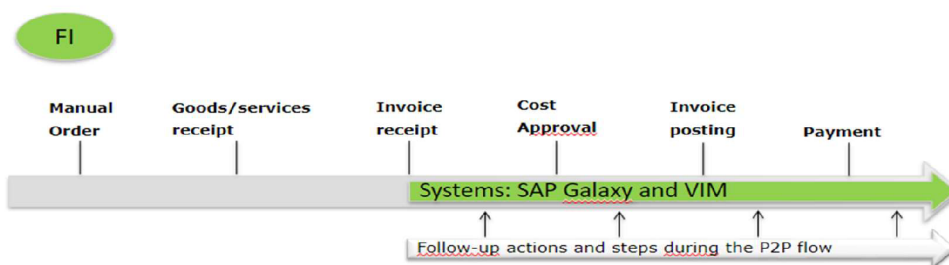 FI
Manual
Order
Goods/services
receipt
Invoice
receipt
Cost
Approval
Invoice
posting
Payment
Systems: SAP Galaxy and VIM
Follow-up actions and steps during the P2P flow